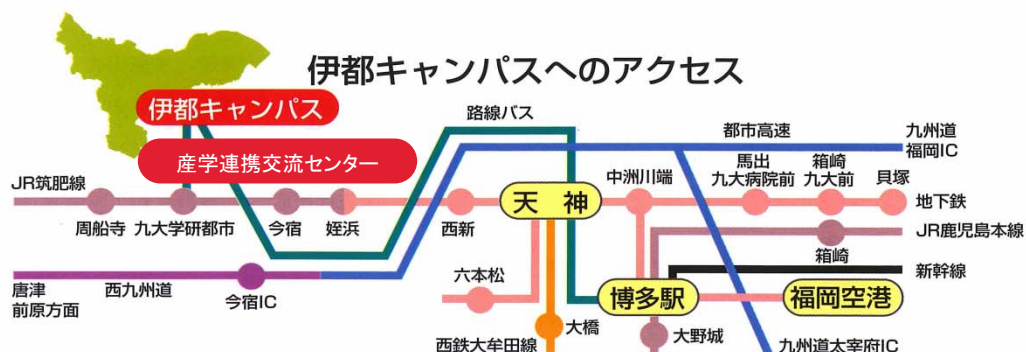 伊都キャンパスへのアクセス
伊都キャンパス
産学連携交流センター
路線バス
都市高速
九州道
福岡IC
JR筑肥線
周船寺
九大学研都市
今宿
姪浜
西新
天神
中洲川端
馬出
九大病院前
箱崎
九大前
貝塚
地下鉄
JR鹿児島本線
箱崎
新幹線
唐津
前原方面
西九州道
今宿IC
六本松
博多駅
福岡空港
大橋
西鉄大牟田線
大野城
九州道太宰府IC